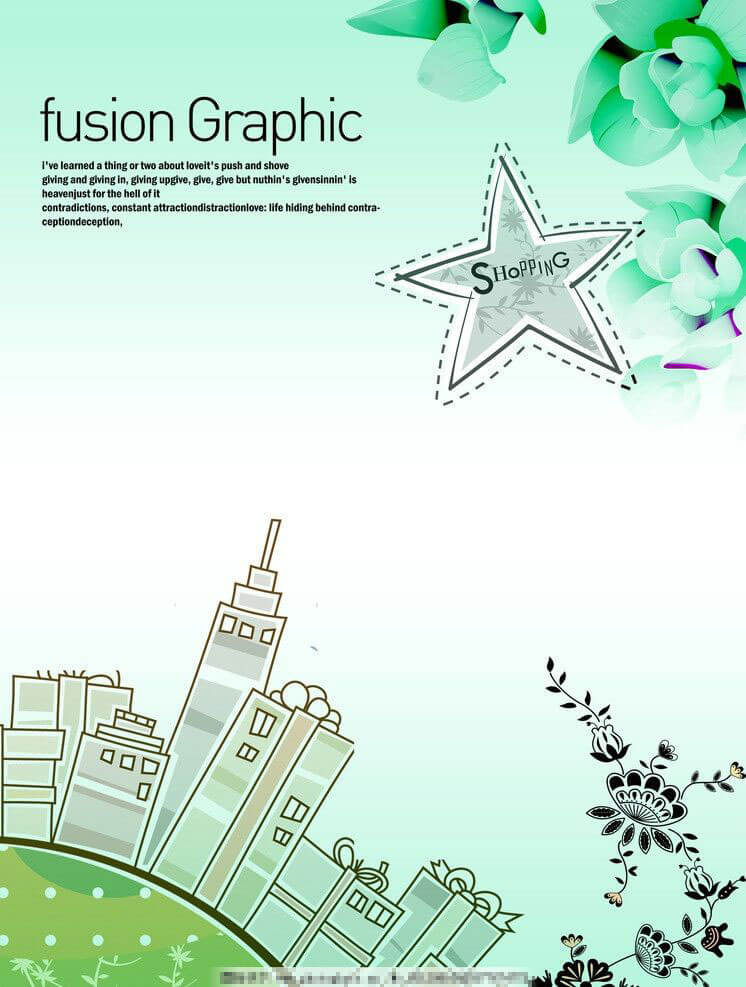 fusion Graphic
i've learned a thing or two about loveit's push and shove
giving and giving in, giving upgive, give, give but nuthin's givensinnin' is
heavenjust for the hell of it
contradictions, constant attractiondistractionlove: life hiding behind contra-
ceptiondeception,
SHOPPING